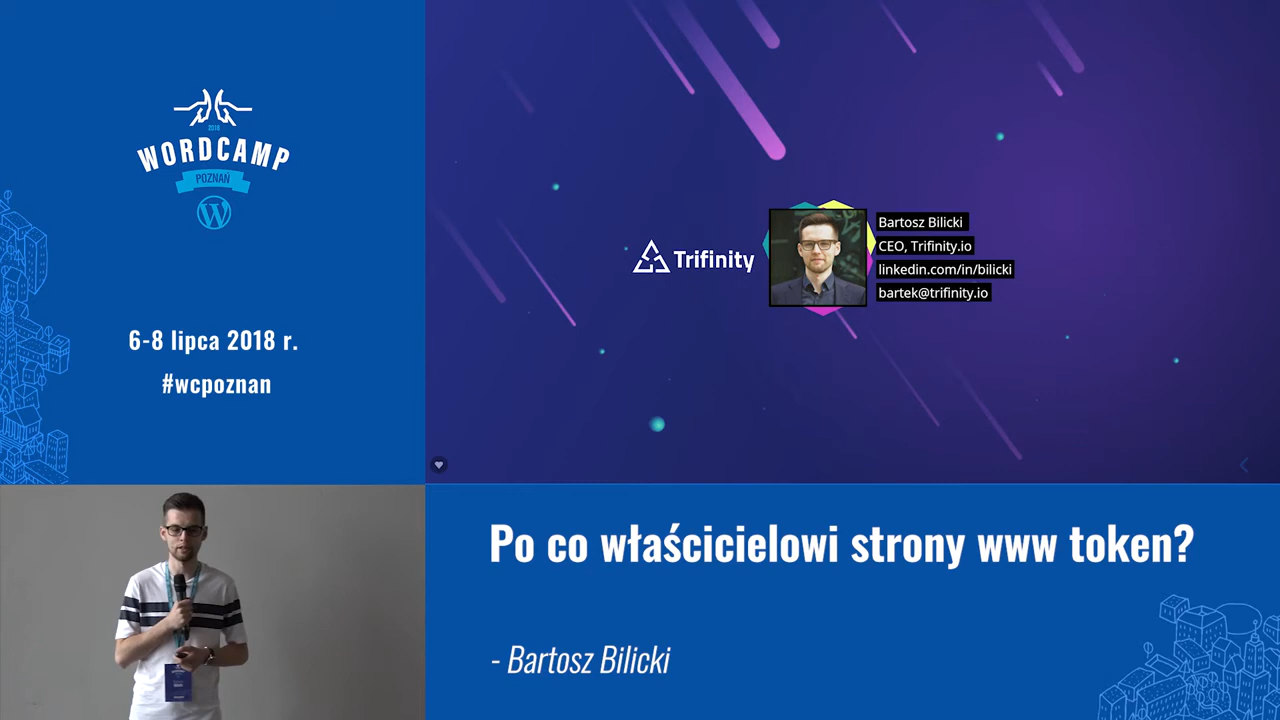 2018
WORDCAMP
POZNAŃ
6-8 lipca 2018 r.
#wcpoznan
Trifinity
Bartosz Bilicki
CEO, Trifinity.io
linkedin.com/in/bilicki
bartek@trifinity.io
Po co właścicielowi strony www token?
- Bartosz Bilicki